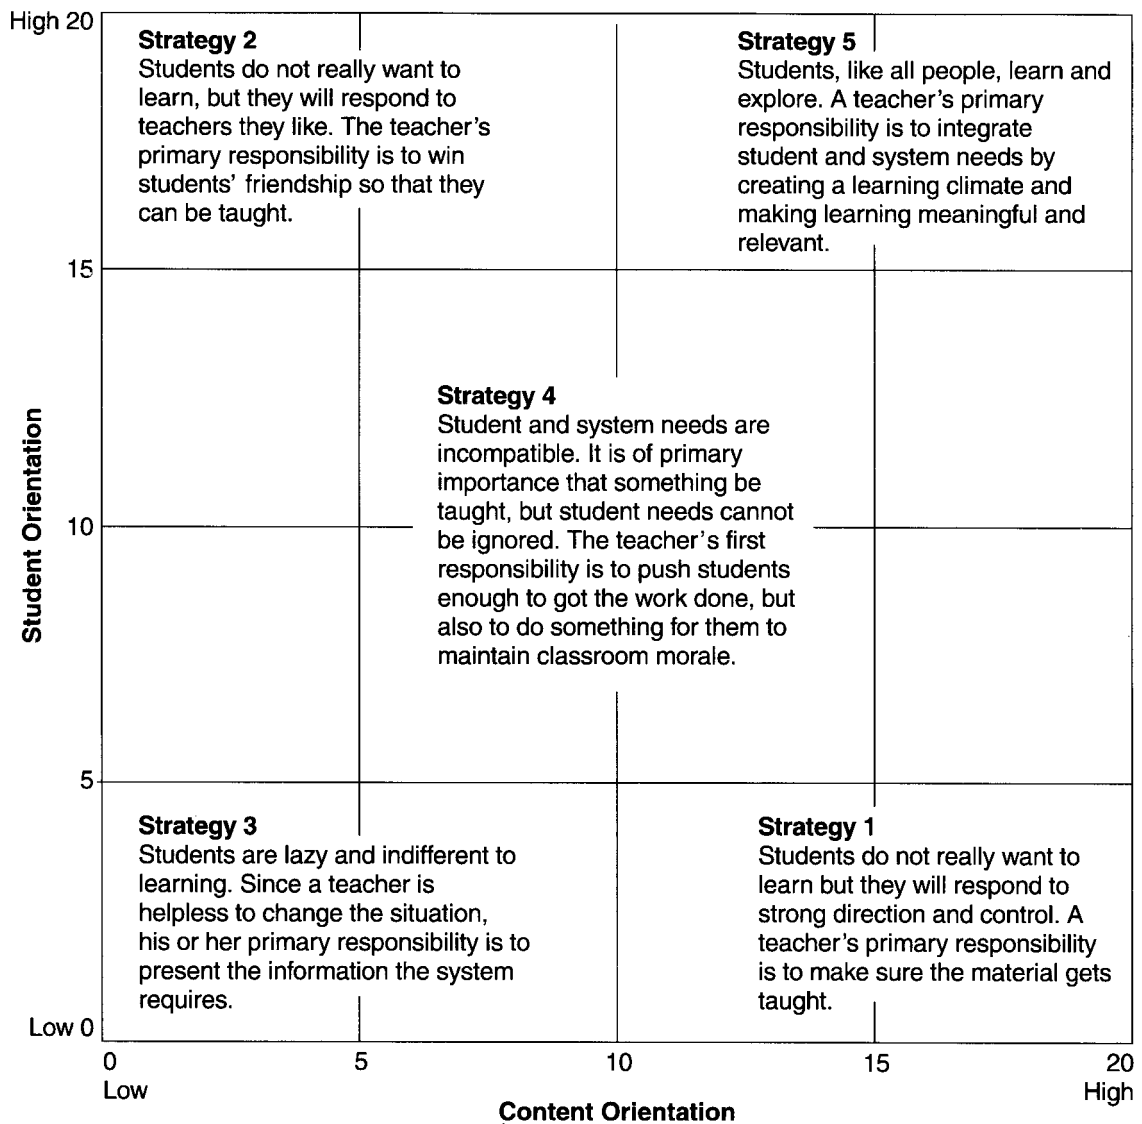 High 20
Strategy 2
Students do not really want to
learn, but they will respond to
teachers they like. The teacher's
primary responsibility is to win
students' friendship so that they
can be taught.
Strategy 5
Students, like all people, learn and
explore. A teacher's primary
responsibility is to integrate
student and system needs by
creating a learning climate and
making learning meaningful and
relevant.
15
Strategy 4
Student and system needs are
incompatible. It is of primary
importance that something be
taught, but student needs cannot
be ignored. The teacher's first
responsibility is to push students
enough to got the work done, but
also to do something for them to
maintain classroom morale.
Student Orientation
10
5
Strategy 3
Students are lazy and indifferent to
learning. Since a teacher is
helpless to change the situation,
his or her primary responsibility is to
present the information the system
requires.
Strategy 1
Students do not really want to
learn but they will respond to
strong direction and control. A
teacher's primary responsibility
is to make sure the material gets
taught.
Low 0
0 5 10 15 20
Low High
Content Orientation